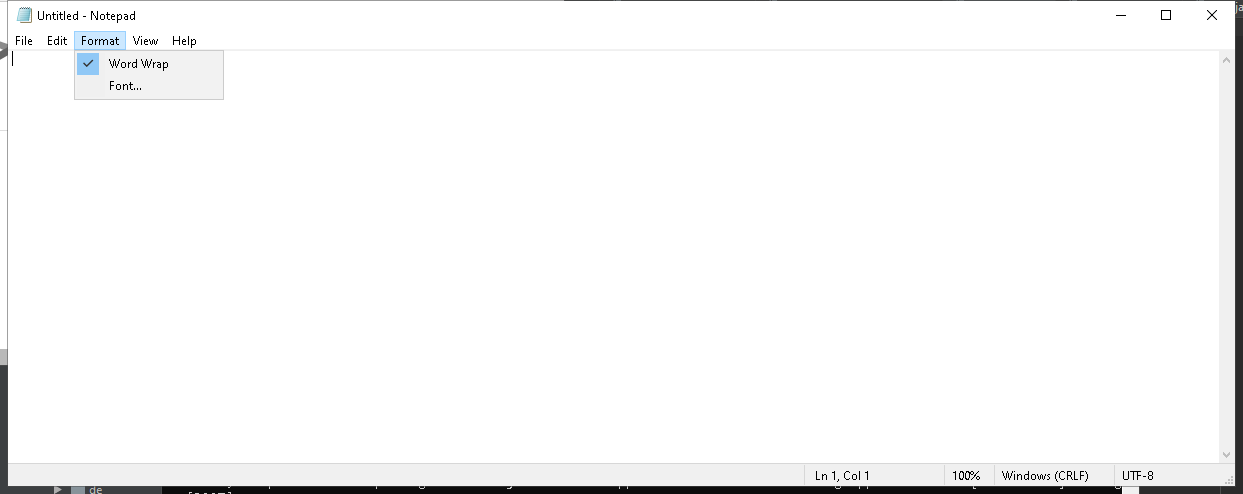 Untitled - Notepad
File Edit Format View Help
Word Wrap
Font...
Ln 1, Col 1 100% Windows (CRLF) UTF-8
de